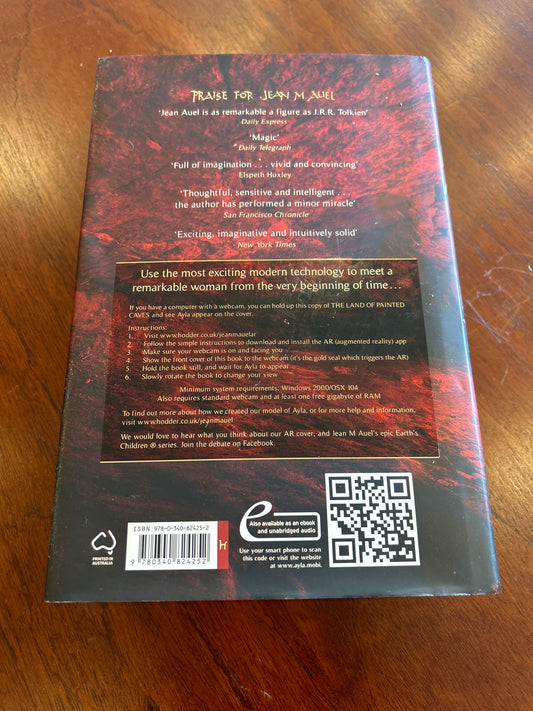 PRAISE FOR JEAN M AUEL
‘Jean Auel is as remarkable a figure as J.R.R. Tolkien’
Daily Express
‘Magic’
Daily Telegraph
‘Full of imagination . . . vivid and convincing’
Elspeth Huxley
‘Thoughtful, sensitive and intelligent . . .
the author has performed a minor miracle’
San Francisco Chronicle
‘Exciting, imaginative and intuitively solid’
New York Times
Use the most exciting modern technology to meet a
remarkable woman from the very beginning of time . . .
If you have a computer with a webcam, you can hold up this copy of THE LAND OF PAINTED
CAVES and see Ayla appear on the cover.
Instructions:
1. Visit www.hodder.co.uk/jeanmauelar
2. Follow the simple instructions to download and install the AR (augmented reality) app
3. Make sure your webcam is on and facing you
4. Show the front cover of this book to the webcam (it's the gold seal which triggers the AR)
5. Hold the book still, and wait for Ayla to appear
6. Slowly rotate the book to change your view
Minimum system requirements: Windows 2000/OSX 104
Also requires standard webcam and at least one free gigabyte of RAM
To find out more about how we created our model of Ayla, or for more help and information,
visit www.hodder.co.uk/jeanmauel
We would love to hear what you think about our AR cover, and Jean M Auel's epic Earth's
Children ® series. Join the debate on Facebook.
PRINTED IN
AUSTRALIA
ISBN 978-0-340-82425-2
9 780340 824252
H
e
Also available as an ebook
and unabridged audio
Use your smart phone to scan
this code or visit the website
at www.ayla.mobi.